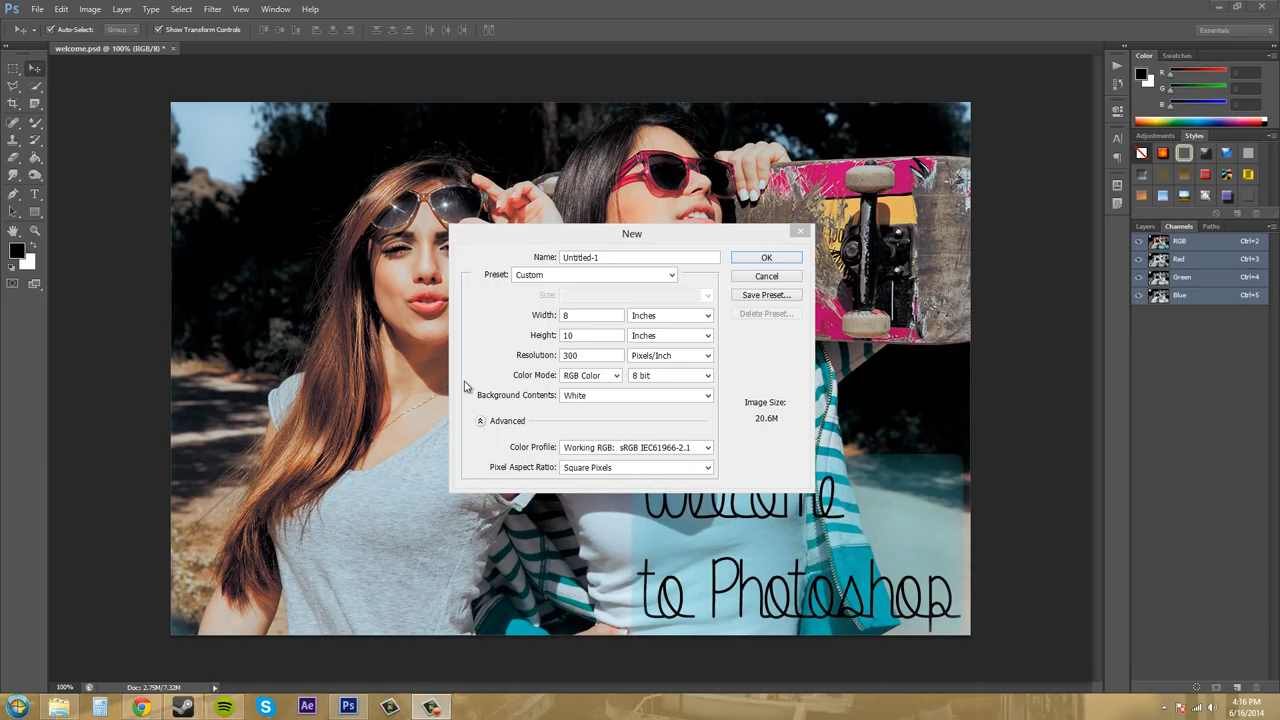 Ps File Edit Image Layer Type Select Filter View Window Help
Auto-Select: Group Show Transform Controls Essentials
welcome.psd @ 100% (RGB/8) * ×
Color Swatches
R 0
G 0
B 0
Adjustments Styles
Layers Channels Paths
RGB Ctrl+2
Red Ctrl+3
Green Ctrl+4
Blue Ctrl+5
New
Name: Untitled-1 OK
Preset: Custom Cancel
Size: Save Preset...
Width: 8 Inches Delete Preset...
Height: 10 Inches
Resolution: 300 Pixels/Inch
Color Mode: RGB Color 8 bit
Background Contents: White
Image Size:
20.6M
Advanced
Color Profile: Working RGB: sRGB IEC61966-2.1
Pixel Aspect Ratio: Square Pixels
Welcome
to Photoshop
100% Doc: 2.75M/7.32M
Ae Ps
4:16 PM
6/16/2014